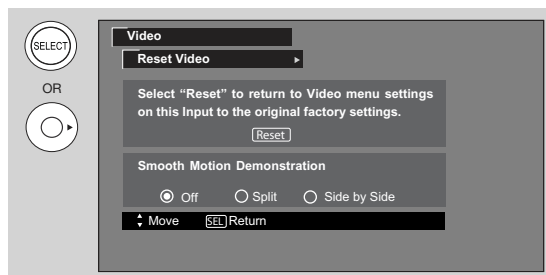 SELECT
OR
Video
Reset Video
Select “Reset” to return to Video menu settings
on this Input to the original factory settings.
Reset
Smooth Motion Demonstration
Off Split Side by Side
Move SEL Return